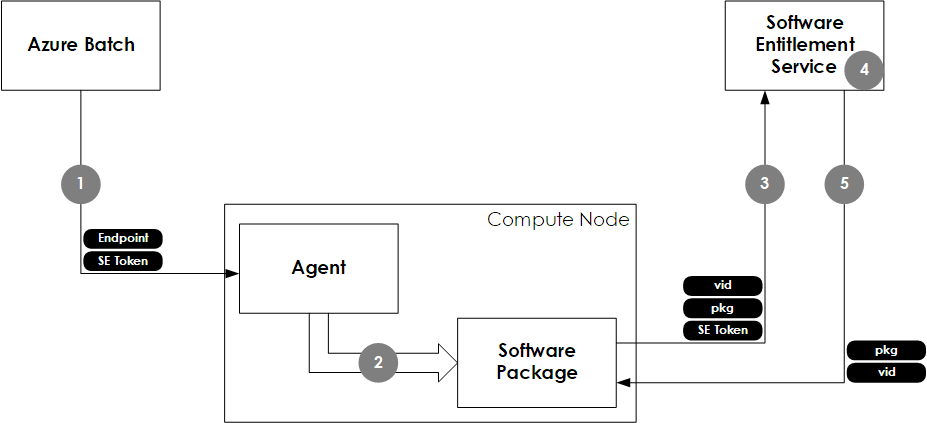 Azure Batch
Software
Entitlement
Service
4
1
3
5
Compute Node
Endpoint
SE Token
Agent
vid
pkg
SE Token
2
Software
Package
pkg
vid